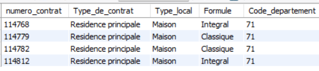 numero_contrat Type_de_contrat Type_local Formule Code_departement
114768 Residence principale Maison Integral 71
114779 Residence principale Maison Classique 71
114782 Residence principale Maison Classique 71
114812 Residence principale Maison Integral 71